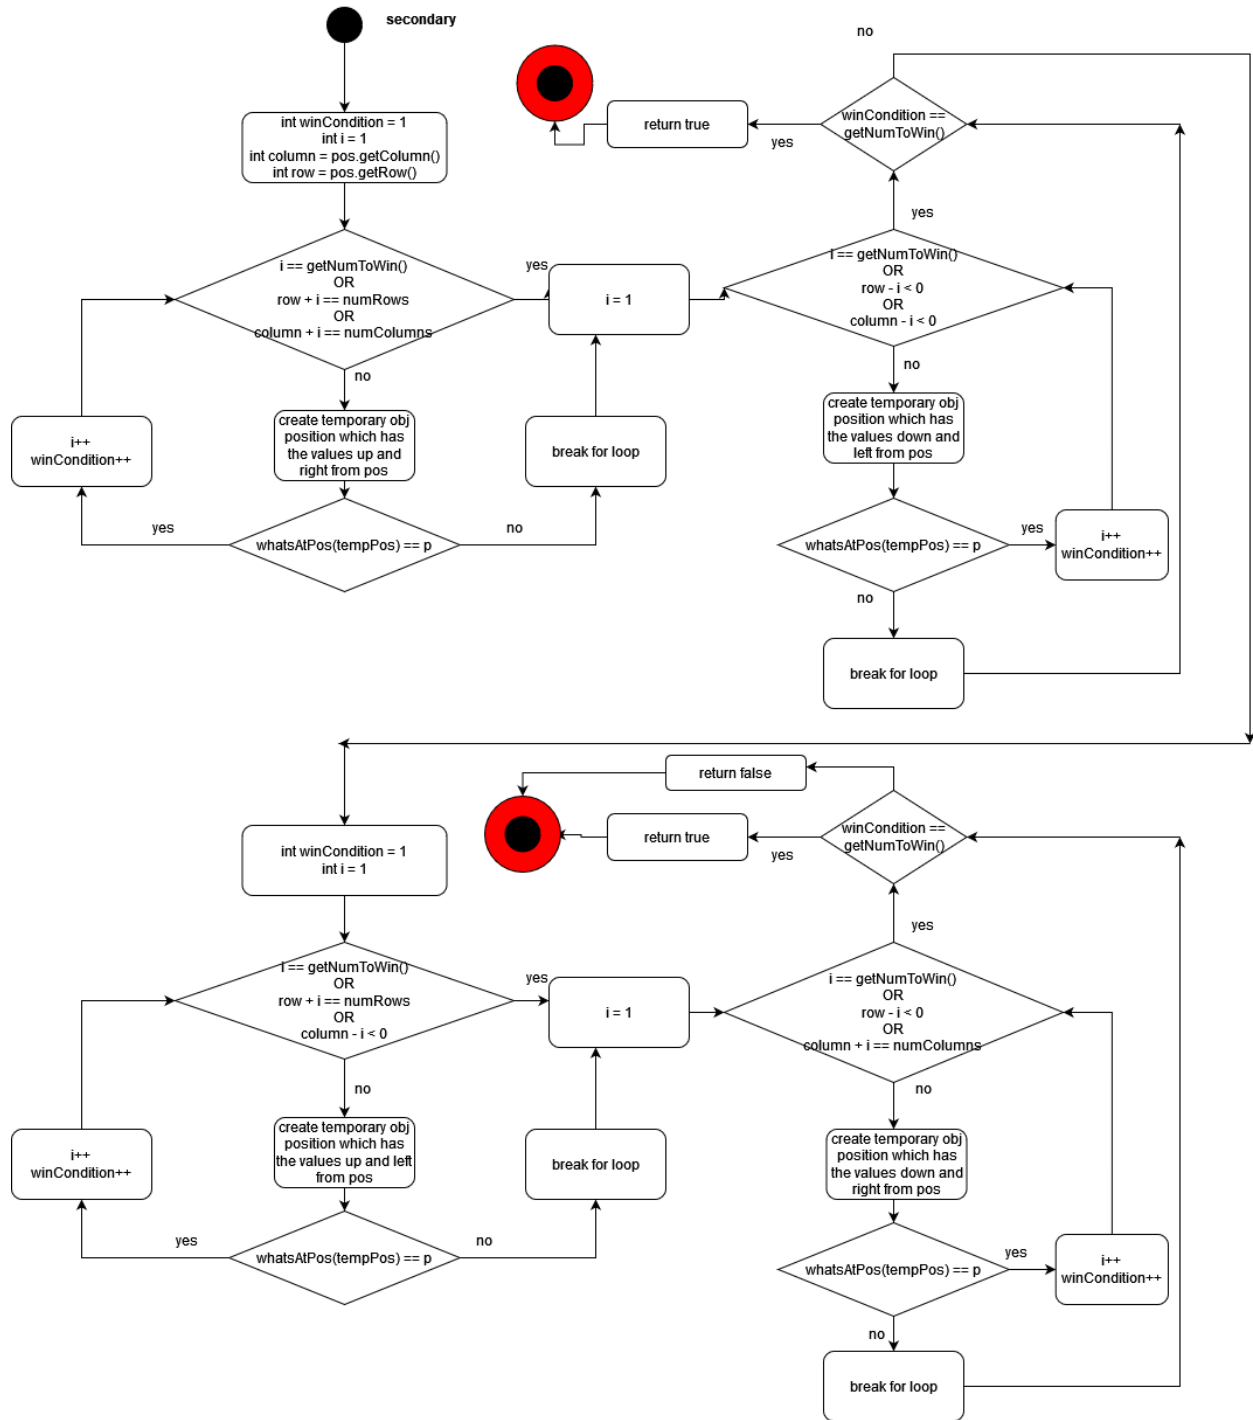 secondary
no
int winCondition = 1
int i = 1
int column = pos.getColumn()
int row = pos.getRow()
return true
yes
winCondition ==
getNumToWin()
yes
i == getNumToWin()
OR
row + i == numRows
OR
column + i == numColumns
yes
i = 1
i == getNumToWin()
OR
row - i < 0
OR
column - i < 0
no
no
i++
winCondition++
create temporary obj
position which has
the values up and
right from pos
break for loop
create temporary obj
position which has
the values down and
left from pos
yes
whatsAtPos(tempPos) == p
no
whatsAtPos(tempPos) == p
yes
i++
winCondition++
no
break for loop
return false
int winCondition = 1
int i = 1
return true
yes
winCondition ==
getNumToWin()
yes
i == getNumToWin()
OR
row + i == numRows
OR
column - i < 0
yes
i = 1
i == getNumToWin()
OR
row - i < 0
OR
column + i == numColumns
no
no
i++
winCondition++
create temporary obj
position which has
the values up and left
from pos
break for loop
create temporary obj
position which has
the values down and
right from pos
yes
whatsAtPos(tempPos) == p
no
whatsAtPos(tempPos) == p
yes
i++
winCondition++
no
break for loop